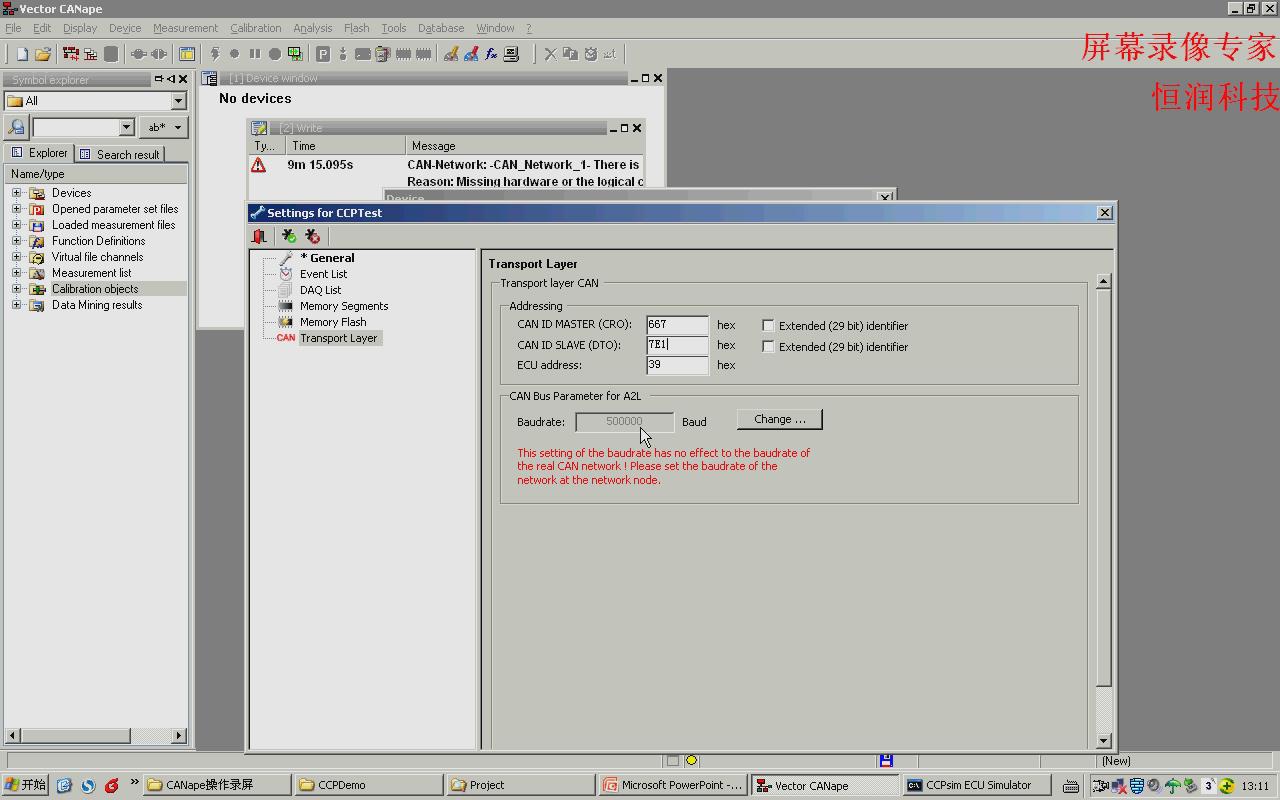 Vector CANape
File Edit Display Device Measurement Calibration Analysis Flash Tools Database Window ?
屏幕录像专家
恒润科技
Symbol explorer
All
ab*
Explorer Search result
Name/type
Devices
Opened parameter set files
Loaded measurement files
Function Definitions
Virtual file channels
Measurement list
Calibration objects
Data Mining results
[1] Device window
No devices
[2] Write
Ty... Time Message
9m 15.095s CAN-Network: -CAN_Network_1- There is
Reason: Missing hardware or the logical c
Device
Settings for CCPTest
* General
Event List
DAQ List
Memory Segments
Memory Flash
CAN Transport Layer
Transport Layer
Transport layer CAN
Addressing
CAN ID MASTER (CRO): 667 hex Extended (29 bit) identifier
CAN ID SLAVE (DTO): 7E1 hex Extended (29 bit) identifier
ECU address: 39 hex
CAN Bus Parameter for A2L
Baudrate: 500000 Baud Change ...
This setting of the baudrate has no effect to the baudrate of
the real CAN network ! Please set the baudrate of the
network at the network node.
(New)
开始 CANape操作录屏 CCPDemo Project Microsoft PowerPoint -... Vector CANape CCPsim ECU Simulator 13:11